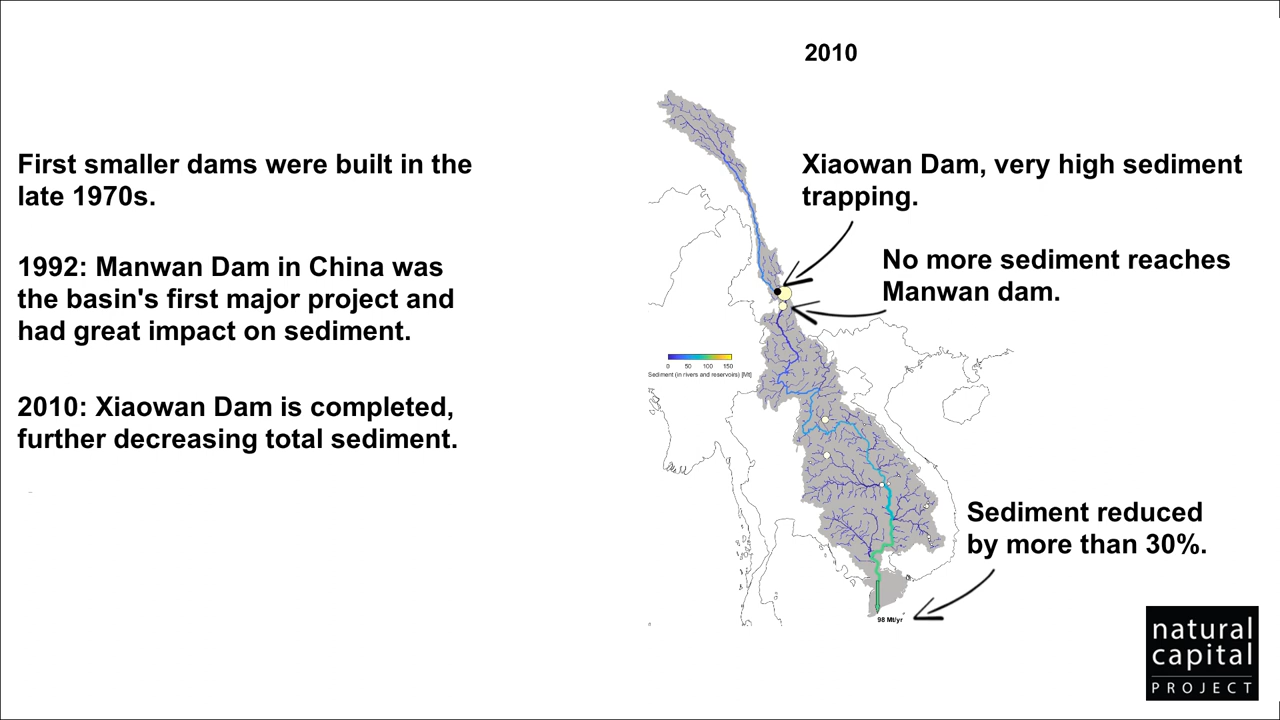 2010
First smaller dams were built in the
late 1970s.
1992: Manwan Dam in China was
the basin's first major project and
had great impact on sediment.
2010: Xiaowan Dam is completed,
further decreasing total sediment.
Xiaowan Dam, very high sediment
trapping.
No more sediment reaches
Manwan dam.
0 50 100 150
Sediment (in rivers and reservoirs) [Mt]
Sediment reduced
by more than 30%.
98 Mt/yr
natural
capital
PROJECT